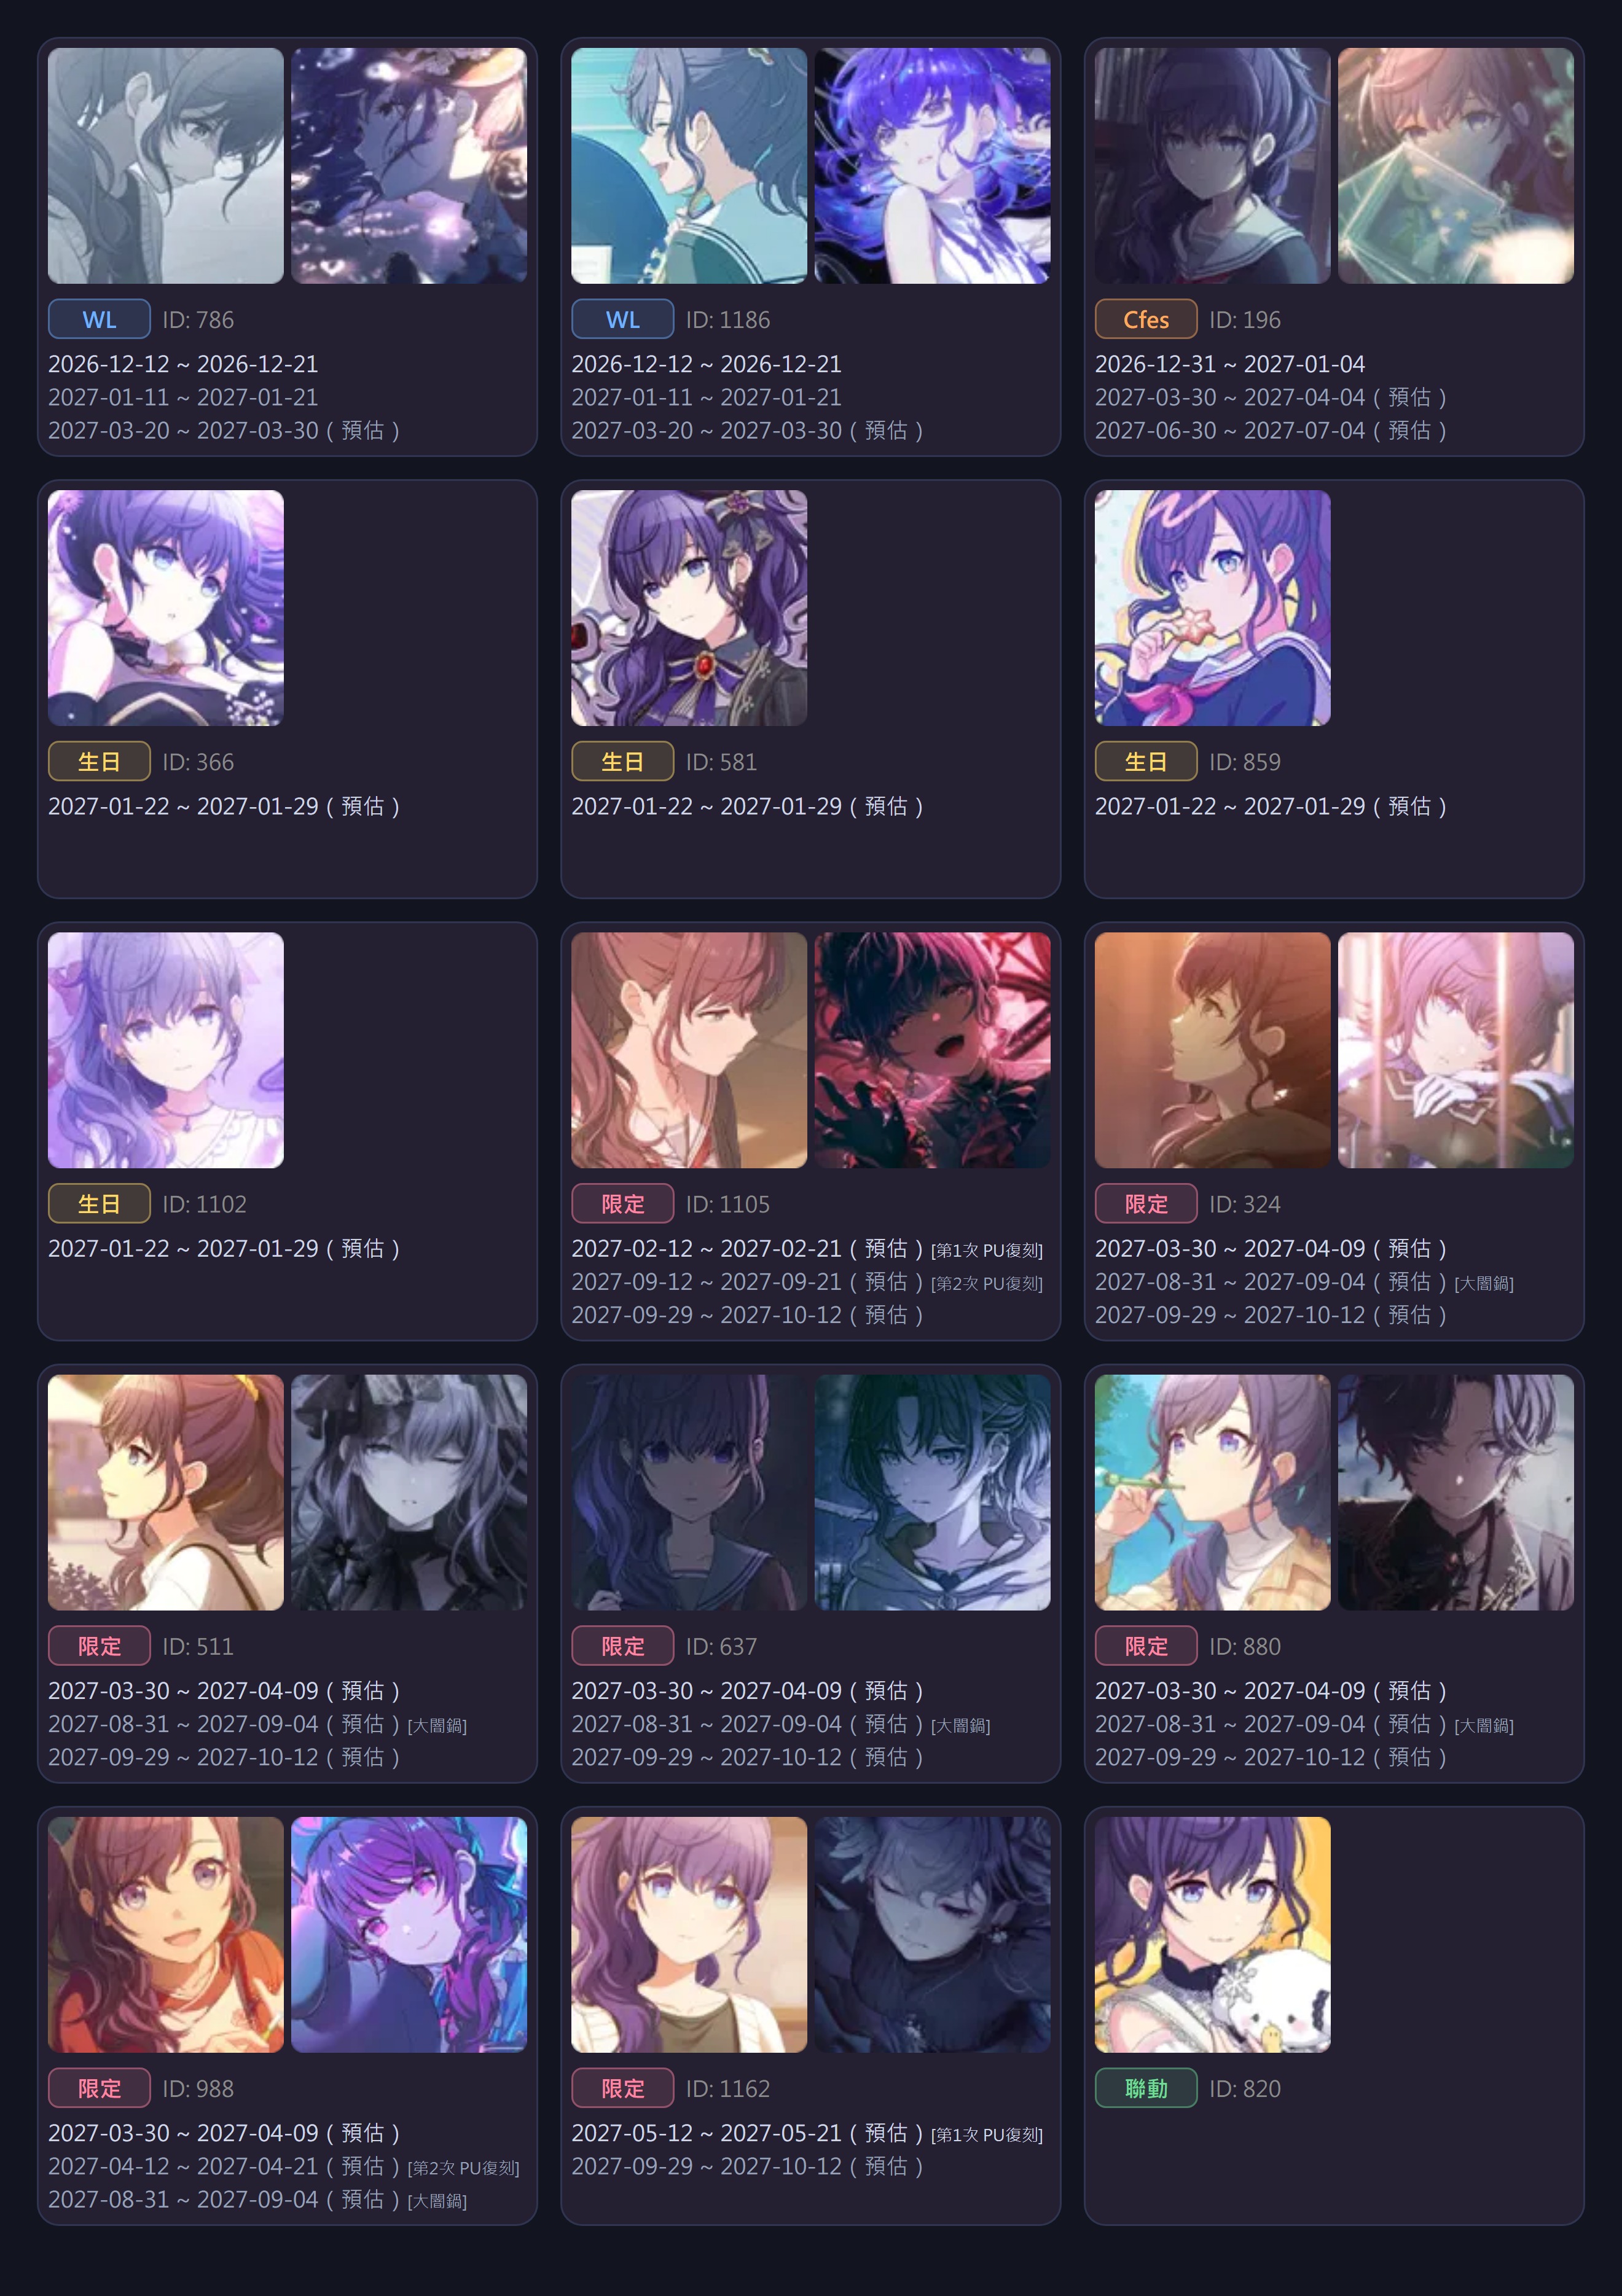 WL ID: 786
2026-12-12 ~ 2026-12-21
2027-01-11 ~ 2027-01-21
2027-03-20 ~ 2027-03-30 ( 預估 )
WL ID: 1186
2026-12-12 ~ 2026-12-21
2027-01-11 ~ 2027-01-21
2027-03-20 ~ 2027-03-30 ( 預估 )
Cfes ID: 196
2026-12-31 ~ 2027-01-04
2027-03-30 ~ 2027-04-04 ( 預估 )
2027-06-30 ~ 2027-07-04 ( 預估 )
生日 ID: 366
2027-01-22 ~ 2027-01-29 ( 預估 )
生日 ID: 581
2027-01-22 ~ 2027-01-29 ( 預估 )
生日 ID: 859
2027-01-22 ~ 2027-01-29 ( 預估 )
生日 ID: 1102
2027-01-22 ~ 2027-01-29 ( 預估 )
限定 ID: 1105
2027-02-12 ~ 2027-02-21 ( 預估 ) [第1次 PU復刻]
2027-09-12 ~ 2027-09-21 ( 預估 ) [第2次 PU復刻]
2027-09-29 ~ 2027-10-12 ( 預估 )
限定 ID: 324
2027-03-30 ~ 2027-04-09 ( 預估 )
2027-08-31 ~ 2027-09-04 ( 預估 ) [大闇鍋]
2027-09-29 ~ 2027-10-12 ( 預估 )
限定 ID: 511
2027-03-30 ~ 2027-04-09 ( 預估 )
2027-08-31 ~ 2027-09-04 ( 預估 ) [大闇鍋]
2027-09-29 ~ 2027-10-12 ( 預估 )
限定 ID: 637
2027-03-30 ~ 2027-04-09 ( 預估 )
2027-08-31 ~ 2027-09-04 ( 預估 ) [大闇鍋]
2027-09-29 ~ 2027-10-12 ( 預估 )
限定 ID: 880
2027-03-30 ~ 2027-04-09 ( 預估 )
2027-08-31 ~ 2027-09-04 ( 預估 ) [大闇鍋]
2027-09-29 ~ 2027-10-12 ( 預估 )
限定 ID: 988
2027-03-30 ~ 2027-04-09 ( 預估 )
2027-04-12 ~ 2027-04-21 ( 預估 ) [第2次 PU復刻]
2027-08-31 ~ 2027-09-04 ( 預估 ) [大闇鍋]
限定 ID: 1162
2027-05-12 ~ 2027-05-21 ( 預估 ) [第1次 PU復刻]
2027-09-29 ~ 2027-10-12 ( 預估 )
聯動 ID: 820